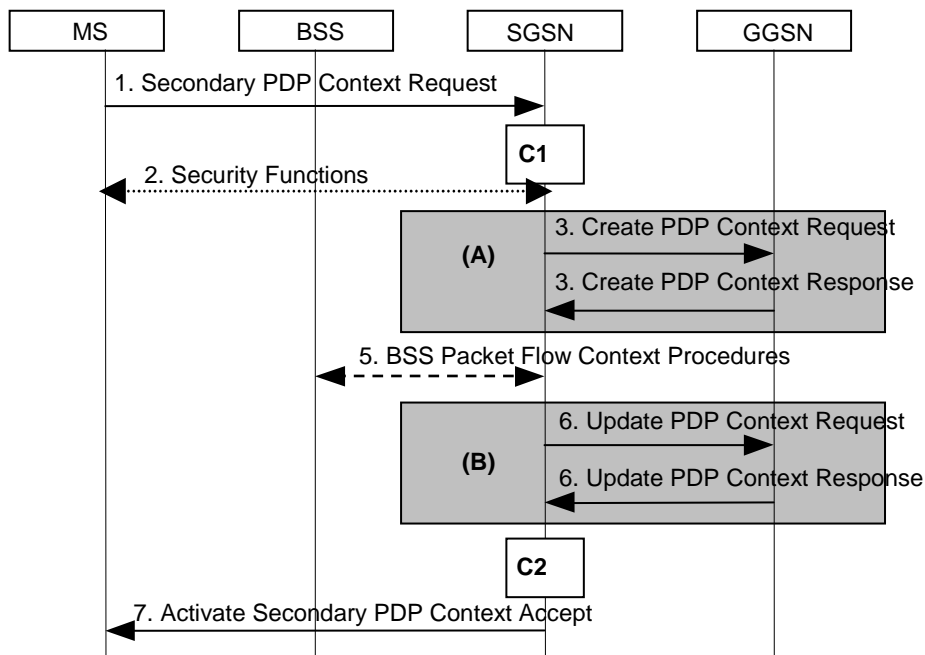 MS BSS SGSN GGSN
1. Secondary PDP Context Request
C1
2. Security Functions
3. Create PDP Context Request
(A)
3. Create PDP Context Response
5. BSS Packet Flow Context Procedures
6. Update PDP Context Request
(B)
6. Update PDP Context Response
C2
7. Activate Secondary PDP Context Accept